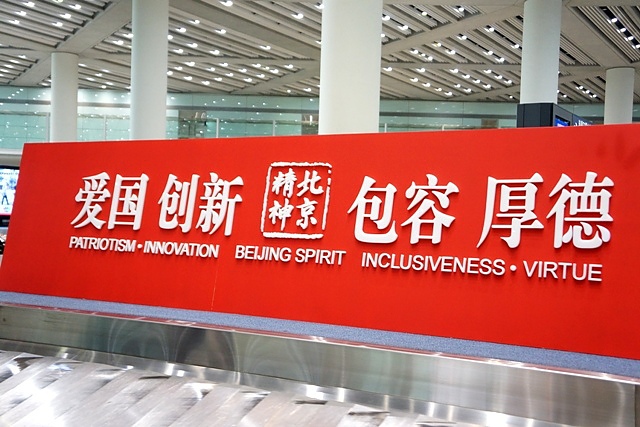 爱国 创新 北京精神 包容 厚德
PATRIOTISM·INNOVATION BEIJING SPIRIT INCLUSIVENESS·VIRTUE